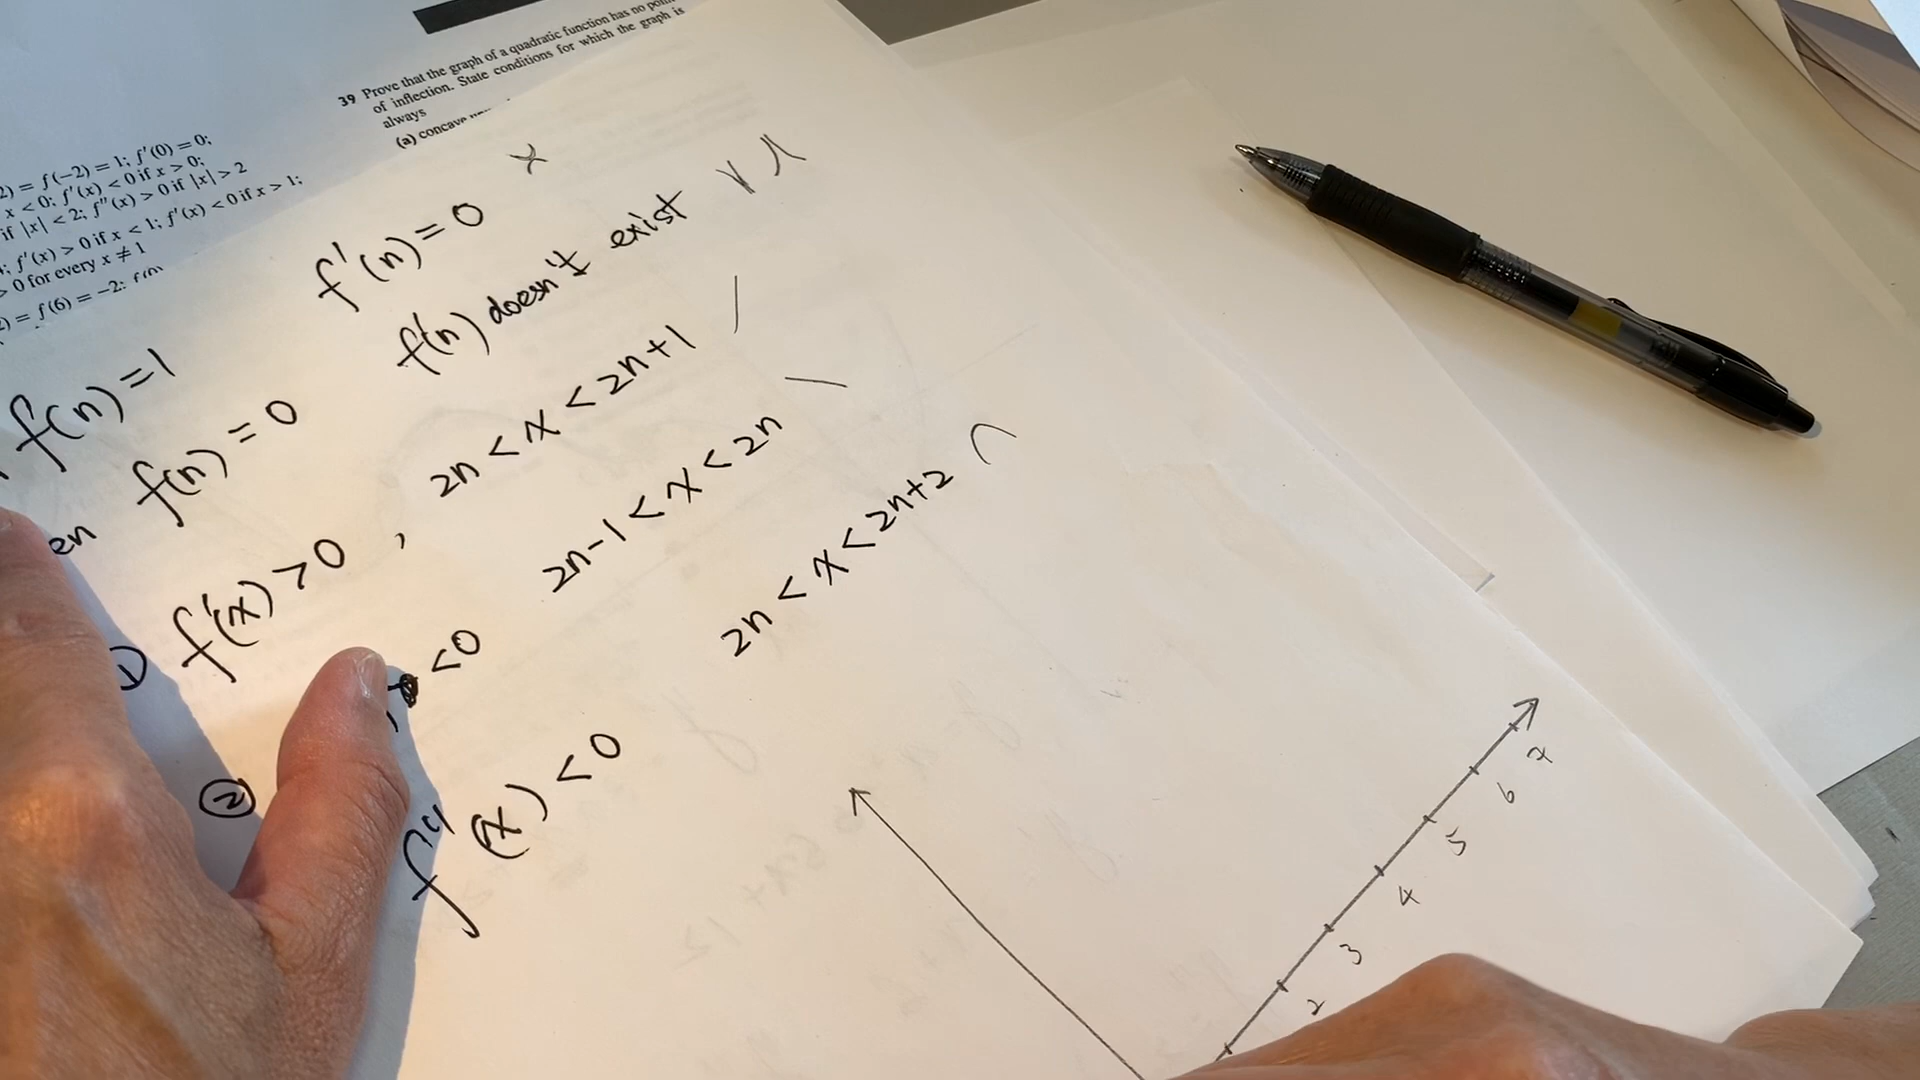 39 Prove that the graph of a quadratic function has no
of inflection. State conditions for which the graph is
always
(a) concave
2) = f(−2) = 1; f′(0) = 0;
x < 0; f′(x) < 0 if x > 0;
if |x| < 2; f″(x) > 0 if |x| > 2
; f′(x) > 0 if x < 1; f′(x) < 0 if x > 1;
> 0 for every x ≠ 1
) = f(6) = −2;
f(n) = 1 f′(n) = 0
en f(n) = 0 f′(n) doesn't exist
① f′(x) > 0 , 2n < x < 2n+1
② < 0 2n-1 < x < 2n
f″(x) < 0 2n < x < 2n+2
2 3 4 5 6 7